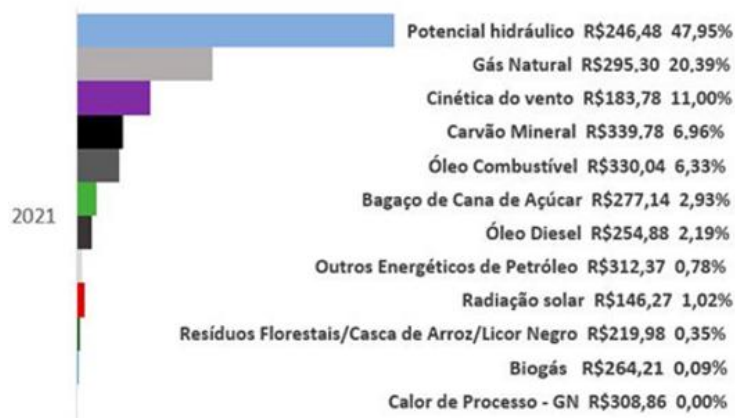 Potencial hidráulico R$246,48 47,95%
Gás Natural R$295,30 20,39%
Cinética do vento R$183,78 11,00%
Carvão Mineral R$339,78 6,96%
Óleo Combustível R$330,04 6,33%
Bagaço de Cana de Açúcar R$277,14 2,93%
2021
Óleo Diesel R$254,88 2,19%
Outros Energéticos de Petróleo R$312,37 0,78%
Radiação solar R$146,27 1,02%
Resíduos Florestais/Casca de Arroz/Licor Negro R$219,98 0,35%
Biogás R$264,21 0,09%
Calor de Processo - GN R$308,86 0,00%